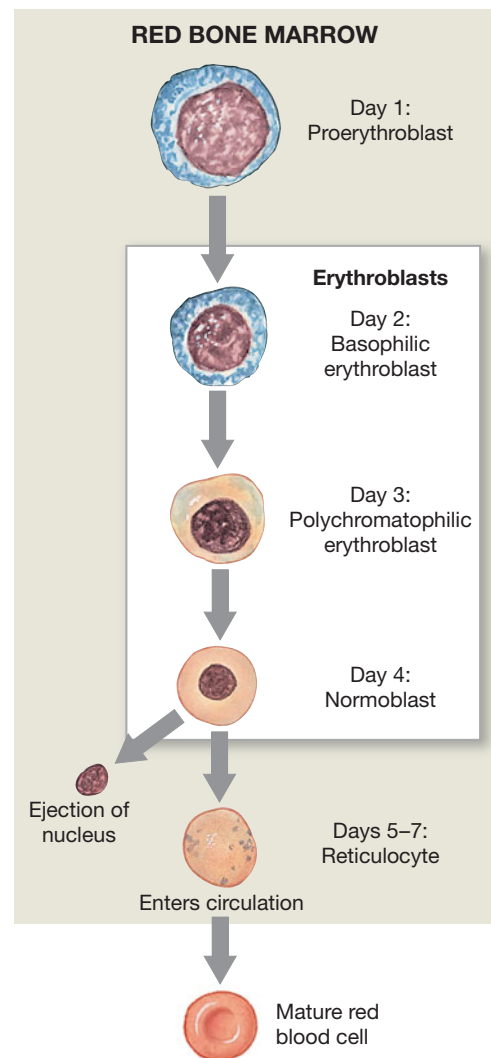 RED BONE MARROW
Day 1:
Proerythroblast
Erythroblasts
Day 2:
Basophilic
erythroblast
Day 3:
Polychromatophilic
erythroblast
Day 4:
Normoblast
Ejection of
nucleus
Days 5–7:
Reticulocyte
Enters circulation
Mature red
blood cell